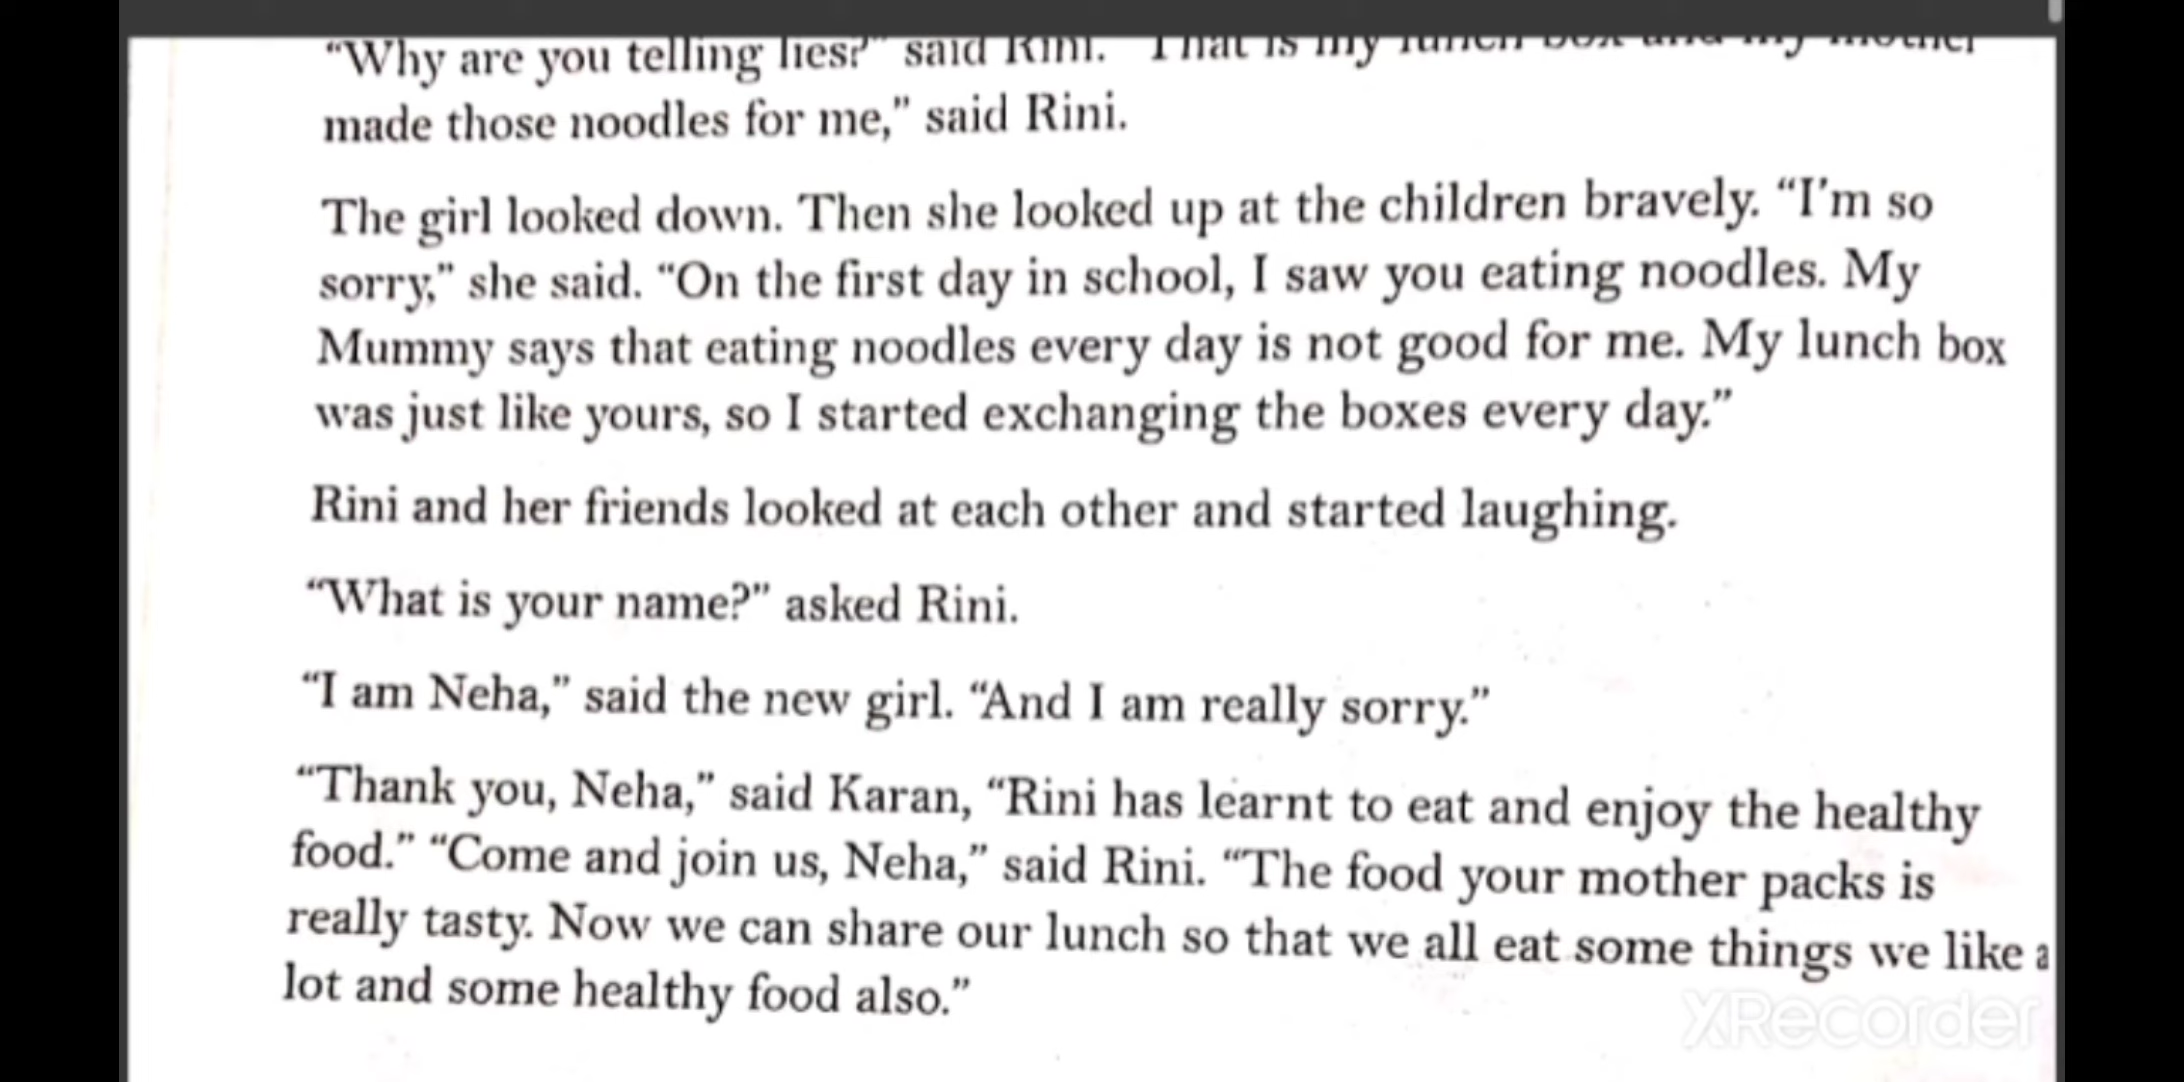 “Why are you telling lies?” said Rini. “That is my lunch box and my mother
made those noodles for me,” said Rini.
The girl looked down. Then she looked up at the children bravely. “I’m so
sorry,” she said. “On the first day in school, I saw you eating noodles. My
Mummy says that eating noodles every day is not good for me. My lunch box
was just like yours, so I started exchanging the boxes every day.”
Rini and her friends looked at each other and started laughing.
“What is your name?” asked Rini.
“I am Neha,” said the new girl. “And I am really sorry.”
“Thank you, Neha,” said Karan, “Rini has learnt to eat and enjoy the healthy
food.” “Come and join us, Neha,” said Rini. “The food your mother packs is
really tasty. Now we can share our lunch so that we all eat some things we like a
lot and some healthy food also.”
XRecorder